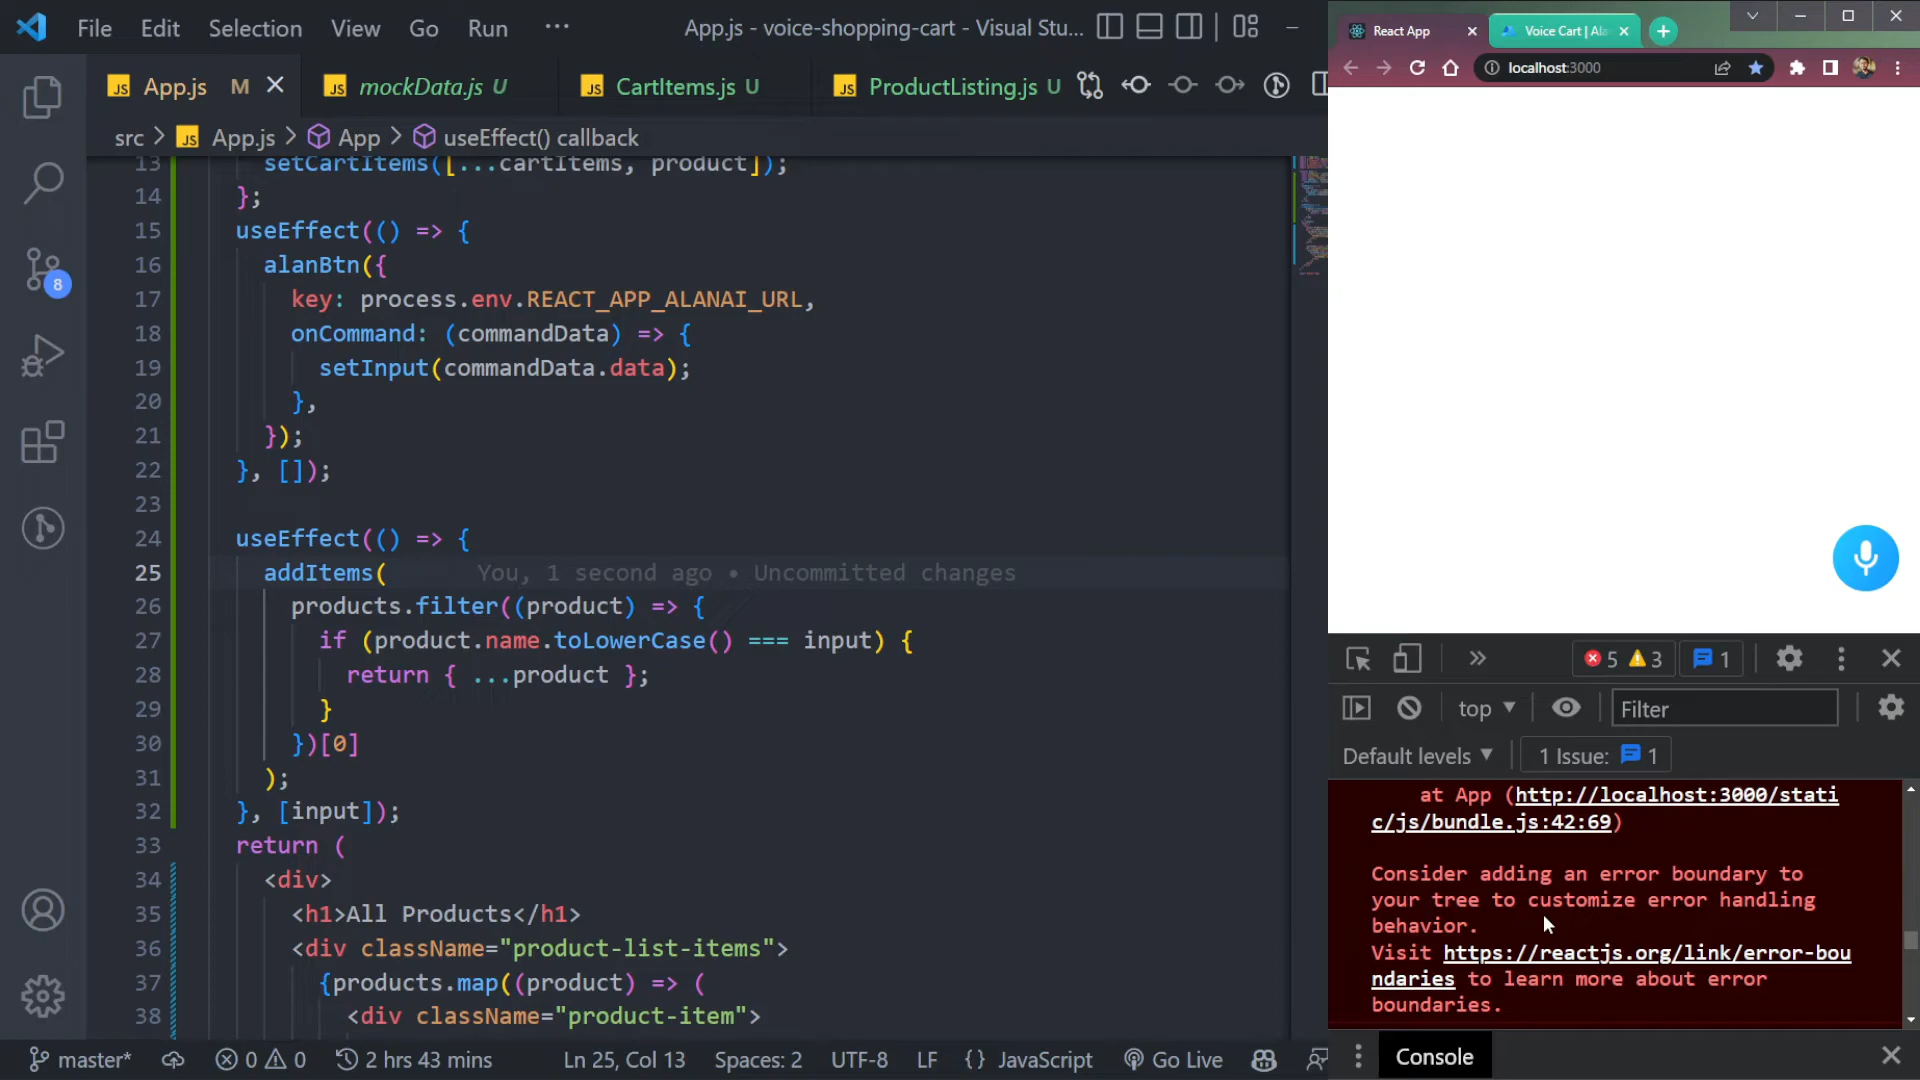 File Edit Selection View Go Run ··· App.js - voice-shopping-cart - Visual Stu...
App.js M mockData.js U CartItems.js U ProductListing.js U
src > App.js > App > useEffect() callback
13 setCartItems([...cartItems, product]);
14 };
15 useEffect(() => {
16 alanBtn({
17 key: process.env.REACT_APP_ALANAI_URL,
18 onCommand: (commandData) => {
19 setInput(commandData.data);
20 },
21 });
22 }, []);
23
24 useEffect(() => {
25 addItems( You, 1 second ago • Uncommitted changes
26 products.filter((product) => {
27 if (product.name.toLowerCase() === input) {
28 return { ...product };
29 }
30 })[0]
31 );
32 }, [input]);
33 return (
34 <div>
35 <h1>All Products</h1>
36 <div className="product-list-items">
37 {products.map((product) => (
38 <div className="product-item">
8
master* 0 0 2 hrs 43 mins Ln 25, Col 13 Spaces: 2 UTF-8 LF {} JavaScript Go Live
React App Voice Cart | Ala
localhost:3000
5 3 1
top Filter
Default levels 1 Issue: 1
at App (http://localhost:3000/stati
c/js/bundle.js:42:69)
Consider adding an error boundary to
your tree to customize error handling
behavior.
Visit https://reactjs.org/link/error-bou
ndaries to learn more about error
boundaries.
Console